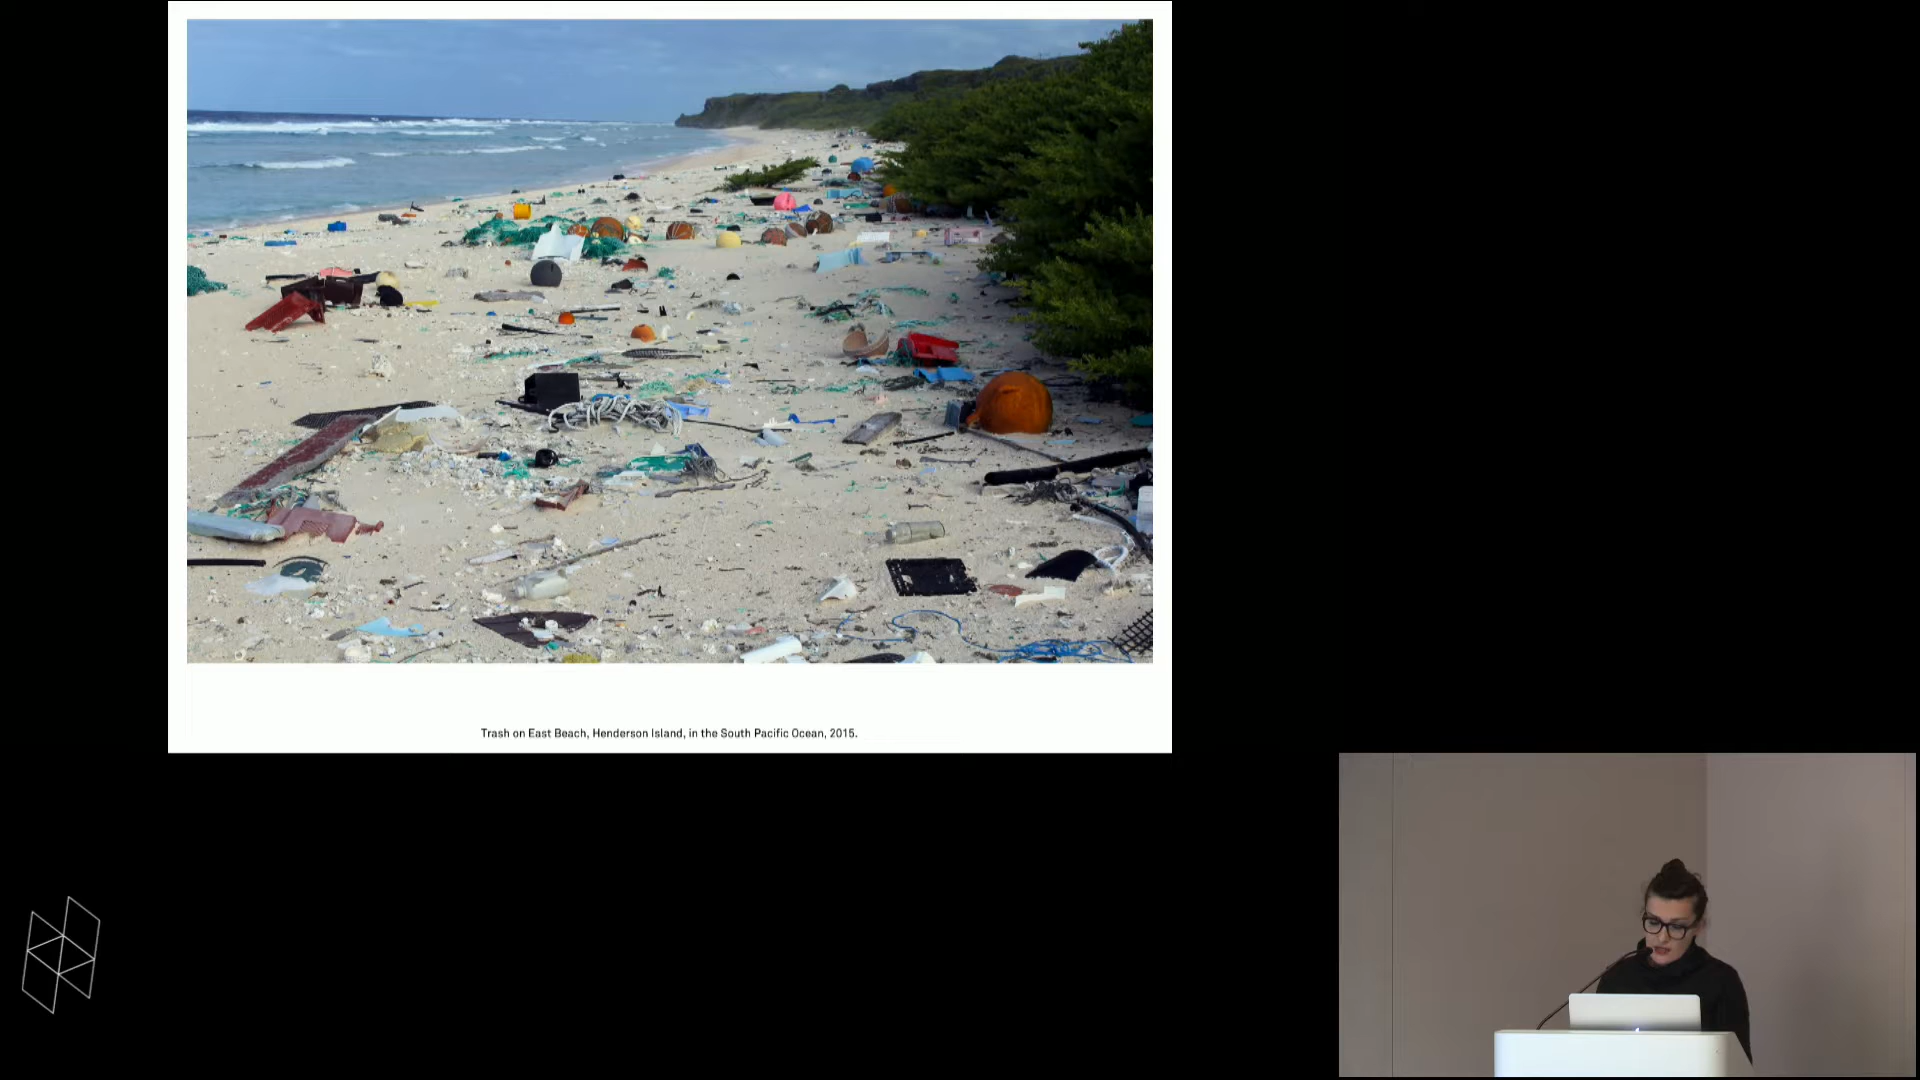 Trash on East Beach, Henderson Island, in the South Pacific Ocean, 2015.